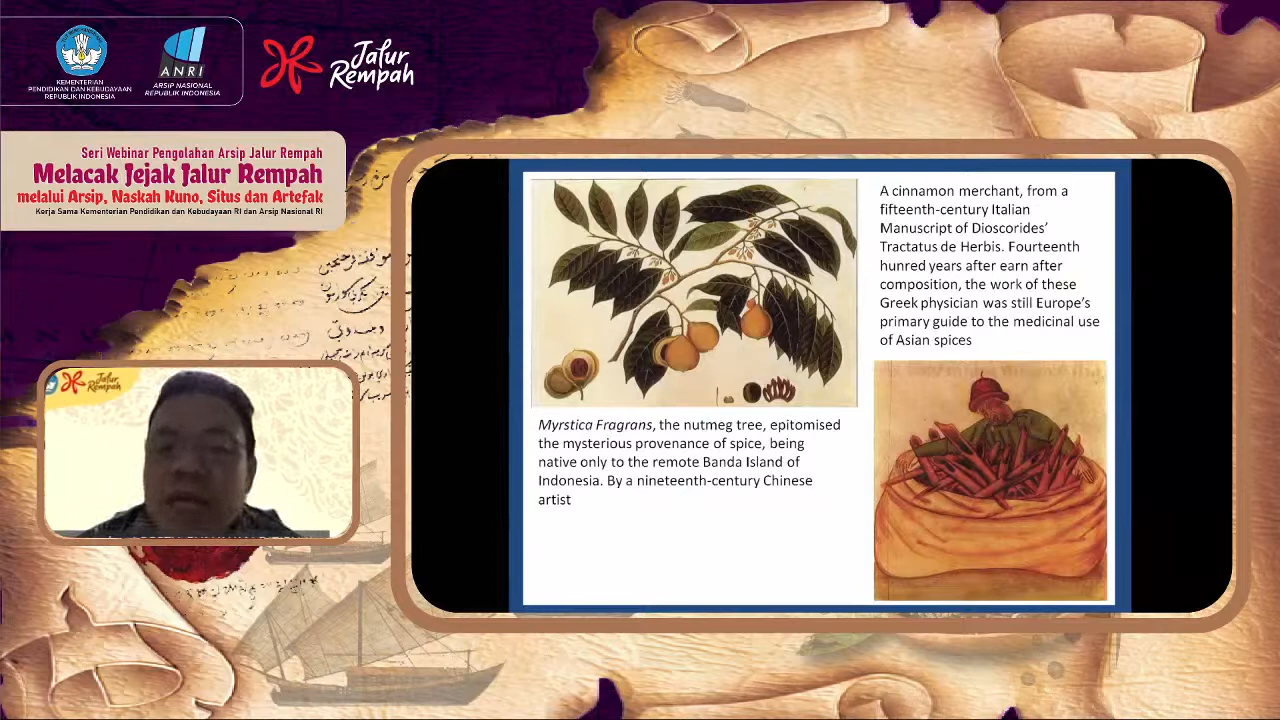 KEMENTERIAN
PENDIDIKAN DAN KEBUDAYAAN
REPUBLIK INDONESIA
ANRI
ARSIP NASIONAL
REPUBLIK INDONESIA
Jalur
Rempah
Seri Webinar Pengolahan Arsip Jalur Rempah
Melacak Jejak Jalur Rempah
melalui Arsip, Naskah Kuno, Situs dan Artefak
Kerja Sama Kementerian Pendidikan dan Kebudayaan RI dan Arsip Nasional RI
Jalur
Rempah
Myrstica Fragrans, the nutmeg tree, epitomised
the mysterious provenance of spice, being
native only to the remote Banda Island of
Indonesia. By a nineteenth-century Chinese
artist
A cinnamon merchant, from a
fifteenth-century Italian
Manuscript of Dioscorides’
Tractatus de Herbis. Fourteenth
hunred years after earn after
composition, the work of these
Greek physician was still Europe’s
primary guide to the medicinal use
of Asian spices